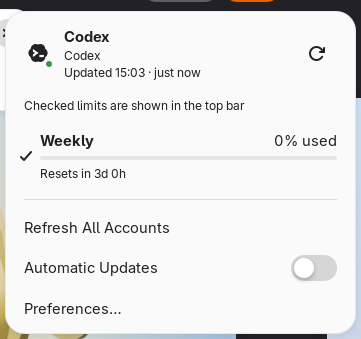 Codex
Codex
Updated 15:03 · just now
Checked limits are shown in the top bar
Weekly 0% used
Resets in 3d 0h
Refresh All Accounts
Automatic Updates
Preferences...